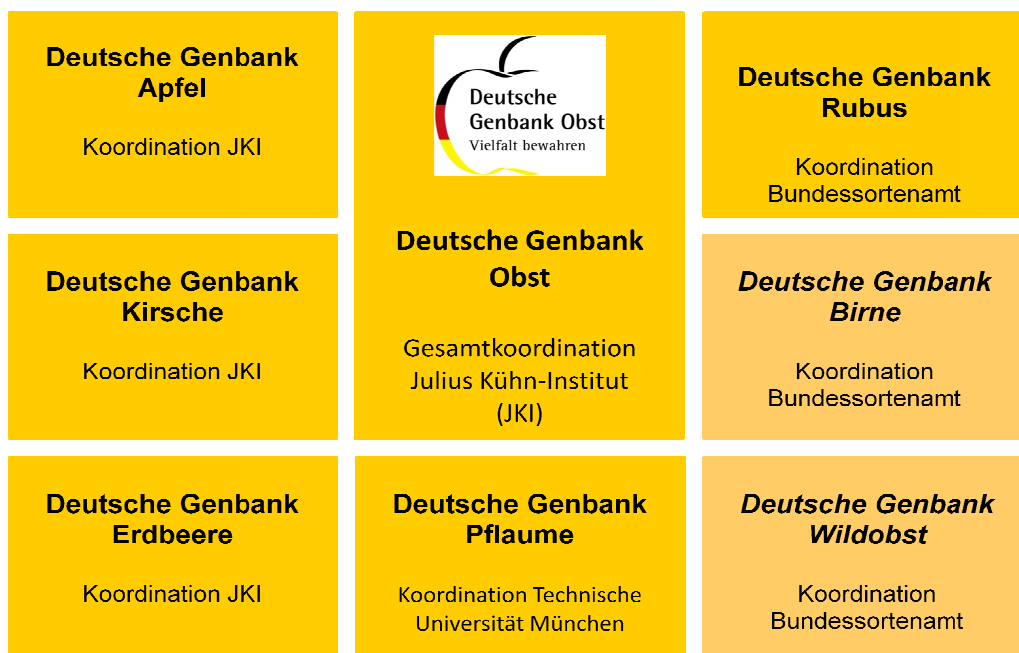 Deutsche Genbank
Apfel
Koordination JKI
Deutsche
Genbank Obst
Vielfalt bewahren
Deutsche Genbank
Obst
Gesamtkoordination
Julius Kühn-Institut
(JKI)
Deutsche Genbank
Rubus
Koordination
Bundessortenamt
Deutsche Genbank
Kirsche
Koordination JKI
Deutsche Genbank
Birne
Koordination
Bundessortenamt
Deutsche Genbank
Erdbeere
Koordination JKI
Deutsche Genbank
Pflaume
Koordination Technische
Universität München
Deutsche Genbank
Wildobst
Koordination
Bundessortenamt